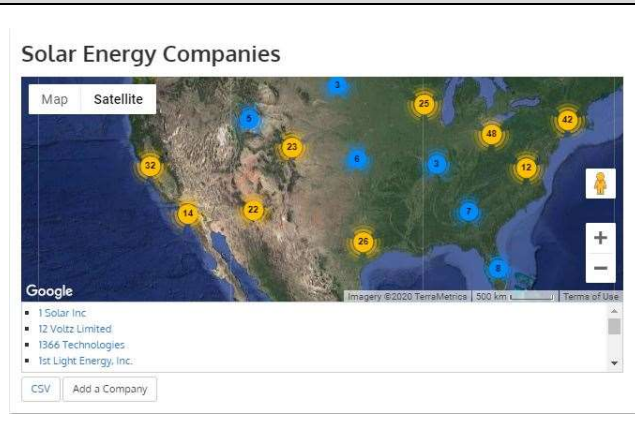 Solar Energy Companies
Map Satellite
3
25
42
5
48
23
6
3
12
32
14
22
7
26
8
+
−
Google
Imagery ©2020 TerraMetrics 500 km Terms of Use
1 Solar Inc
12 Voltz Limited
1366 Technologies
1st Light Energy, Inc.
CSV Add a Company